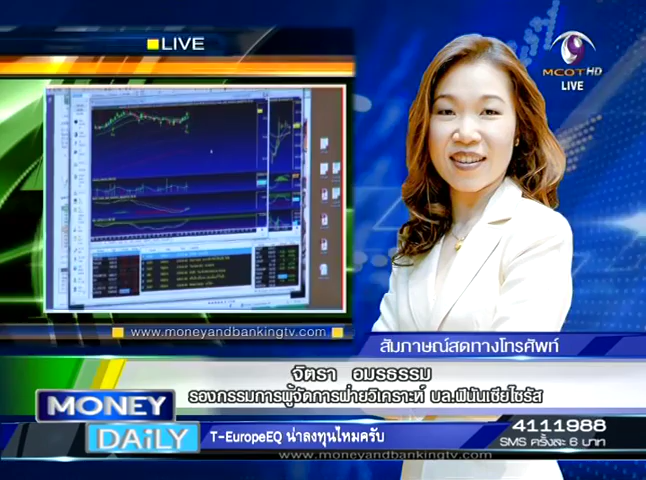 LIVE
MCOT HD
LIVE
www.moneyandbankingtv.com
สัมภาษณ์สดทางโทรศัพท์
จิตรา อมรธรรม
รองกรรมการผู้จัดการฝ่ายวิเคราะห์ บล.ฟินันเซียไซรัส
MONEY
DAiLY
T-EuropeEQ น่าลงทุนไหมครับ
4111988
SMS ครั้งละ 6 บาท
www.moneyandbankingtv.com